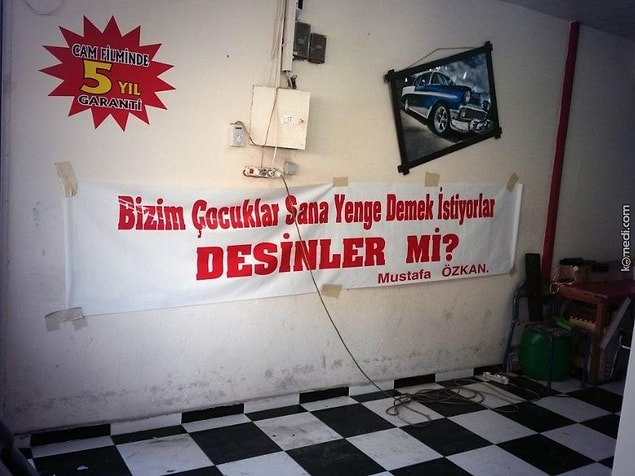 CAM FİLMİNDE
5 YIL
GARANTİ
Bizim Çocuklar Sana Yenge Demek İstiyorlar
DESİNLER Mİ?
Mustafa ÖZKAN.
komedi.com